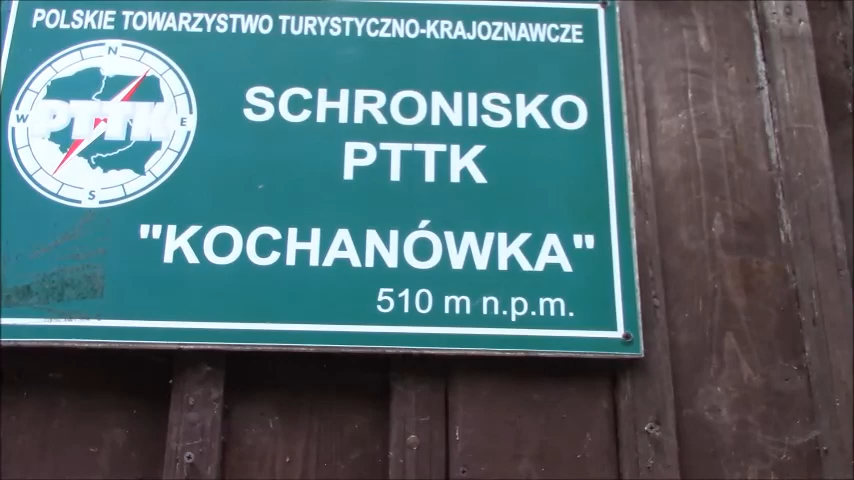 POLSKIE TOWARZYSTWO TURYSTYCZNO-KRAJOZNAWCZE
N
W PTTK E
S
SCHRONISKO
PTTK
"KOCHANÓWKA"
510 m n.p.m.